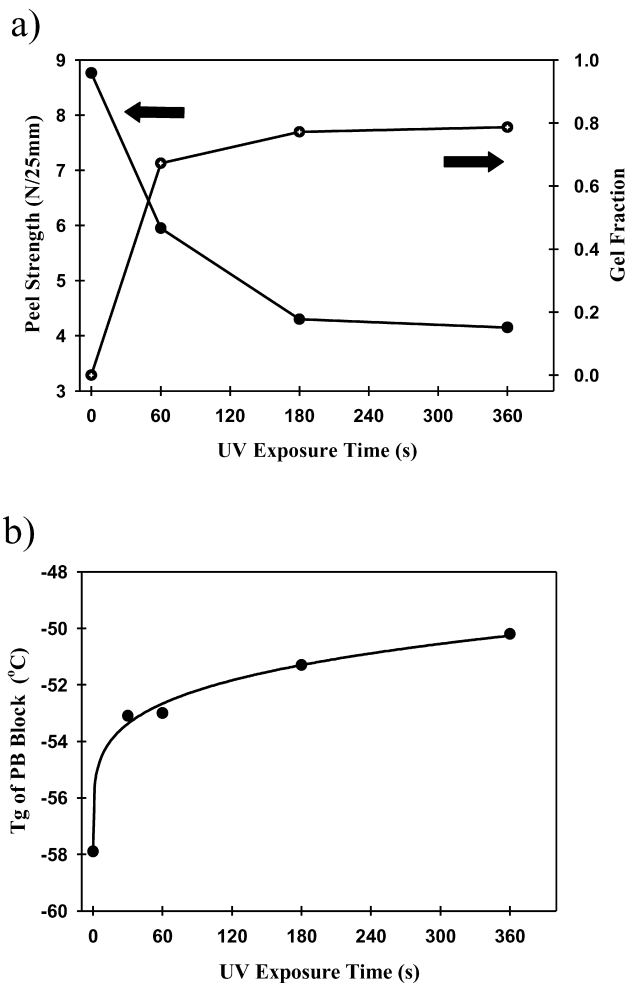 a)
9
8
7
6
5
4
3
Peel Strength (N/25mm)
1.0
0.8
0.6
0.4
0.2
0.0
Gel Fraction
0 60 120 180 240 300 360
UV Exposure Time (s)
b)
-48
-50
-52
-54
-56
-58
-60
Tg of PB Block (°C)
0 60 120 180 240 300 360
UV Exposure Time (s)